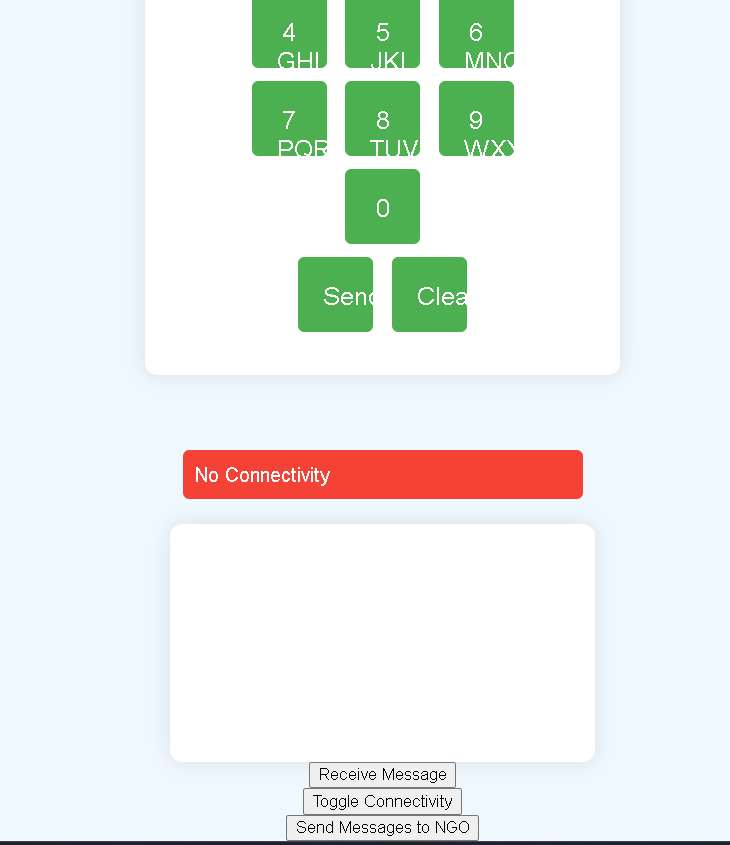 4 5 6
GHI JKL MNO
7 8 9
PQR TUV WXY
0
Send Clear
No Connectivity
Receive Message
Toggle Connectivity
Send Messages to NGO